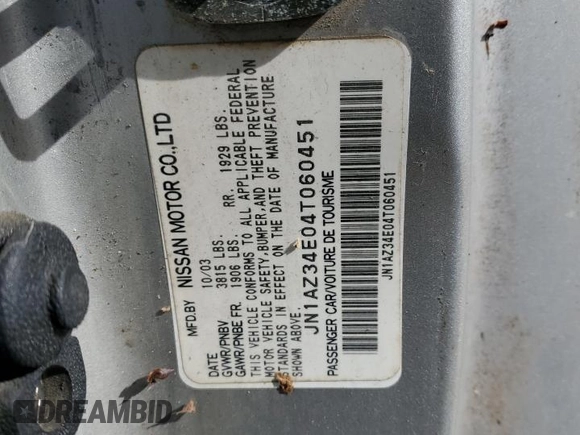 MFD.BY NISSAN MOTOR CO.,LTD
DATE 10/03
GVWR/PNBV 3815 LBS.
GAWR/PNBE FR. 1906 LBS. RR. 1929 LBS.
THIS VEHICLE CONFORMS TO ALL APPLICABLE FEDERAL
MOTOR VEHICLE SAFETY,BUMPER,AND THEFT PREVENTION
STANDARDS IN EFFECT ON THE DATE OF MANUFACTURE
SHOWN ABOVE.
JN1AZ34E04T060451
PASSENGER CAR/VOITURE DE TOURISME
JN1AZ34E04T060451
DREAMBID